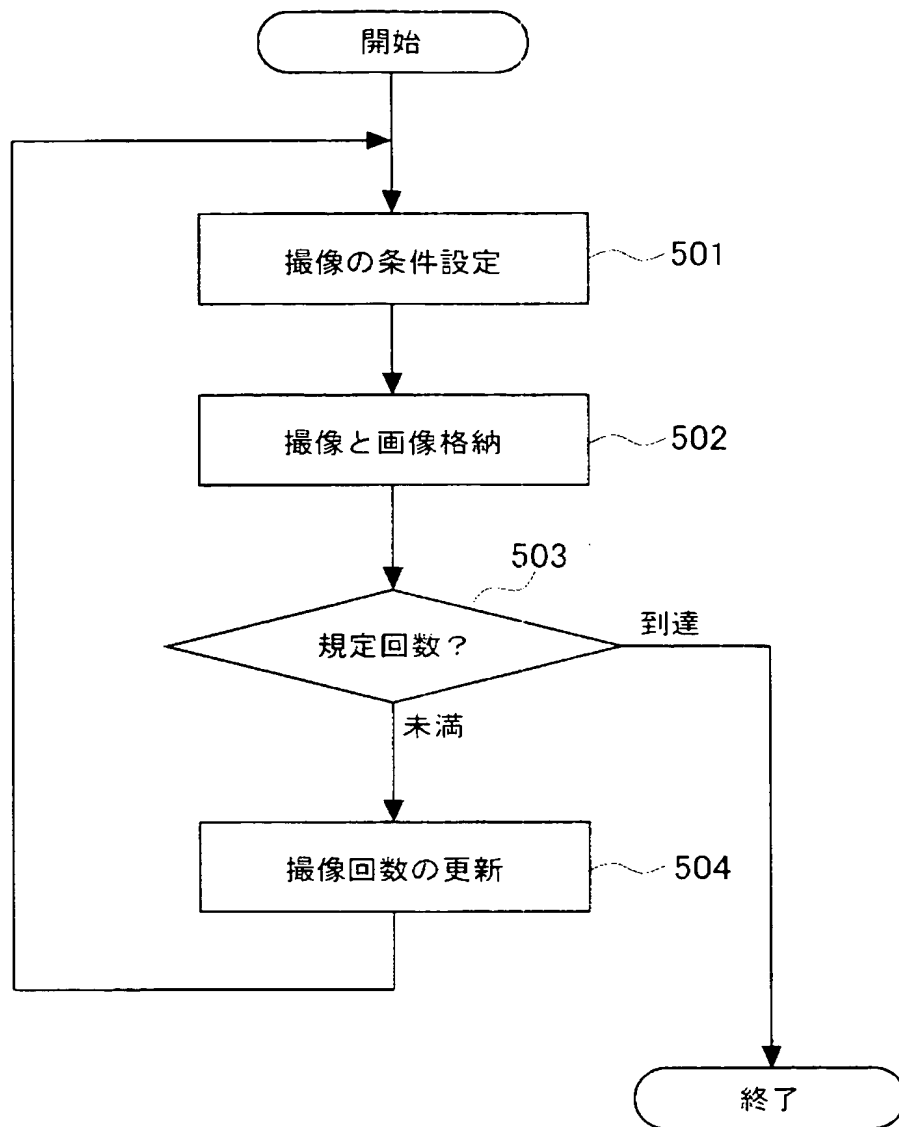 開始
撮像の条件設定
501
撮像と画像格納
502
503
規定回数？
到達
未満
撮像回数の更新
504
終了